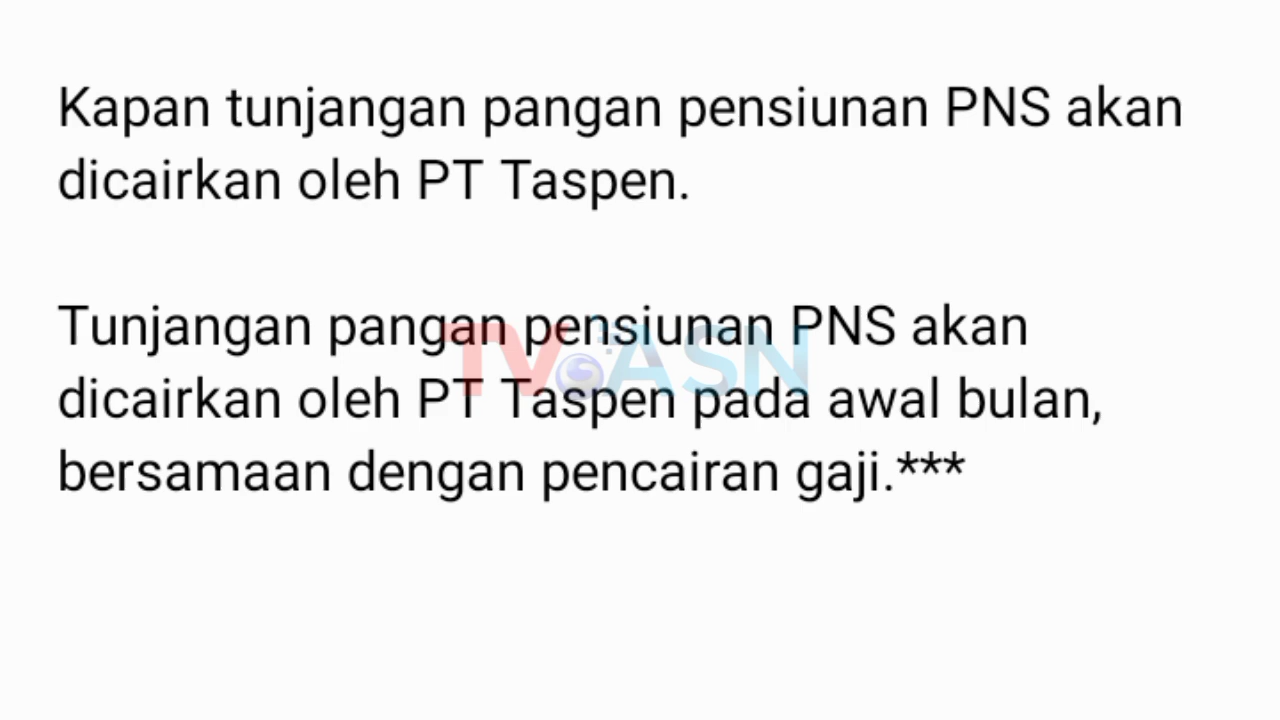 Kapan tunjangan pangan pensiunan PNS akan
dicairkan oleh PT Taspen.
Tunjangan pangan pensiunan PNS akan
TVASN
dicairkan oleh PT Taspen pada awal bulan,
bersamaan dengan pencairan gaji.***